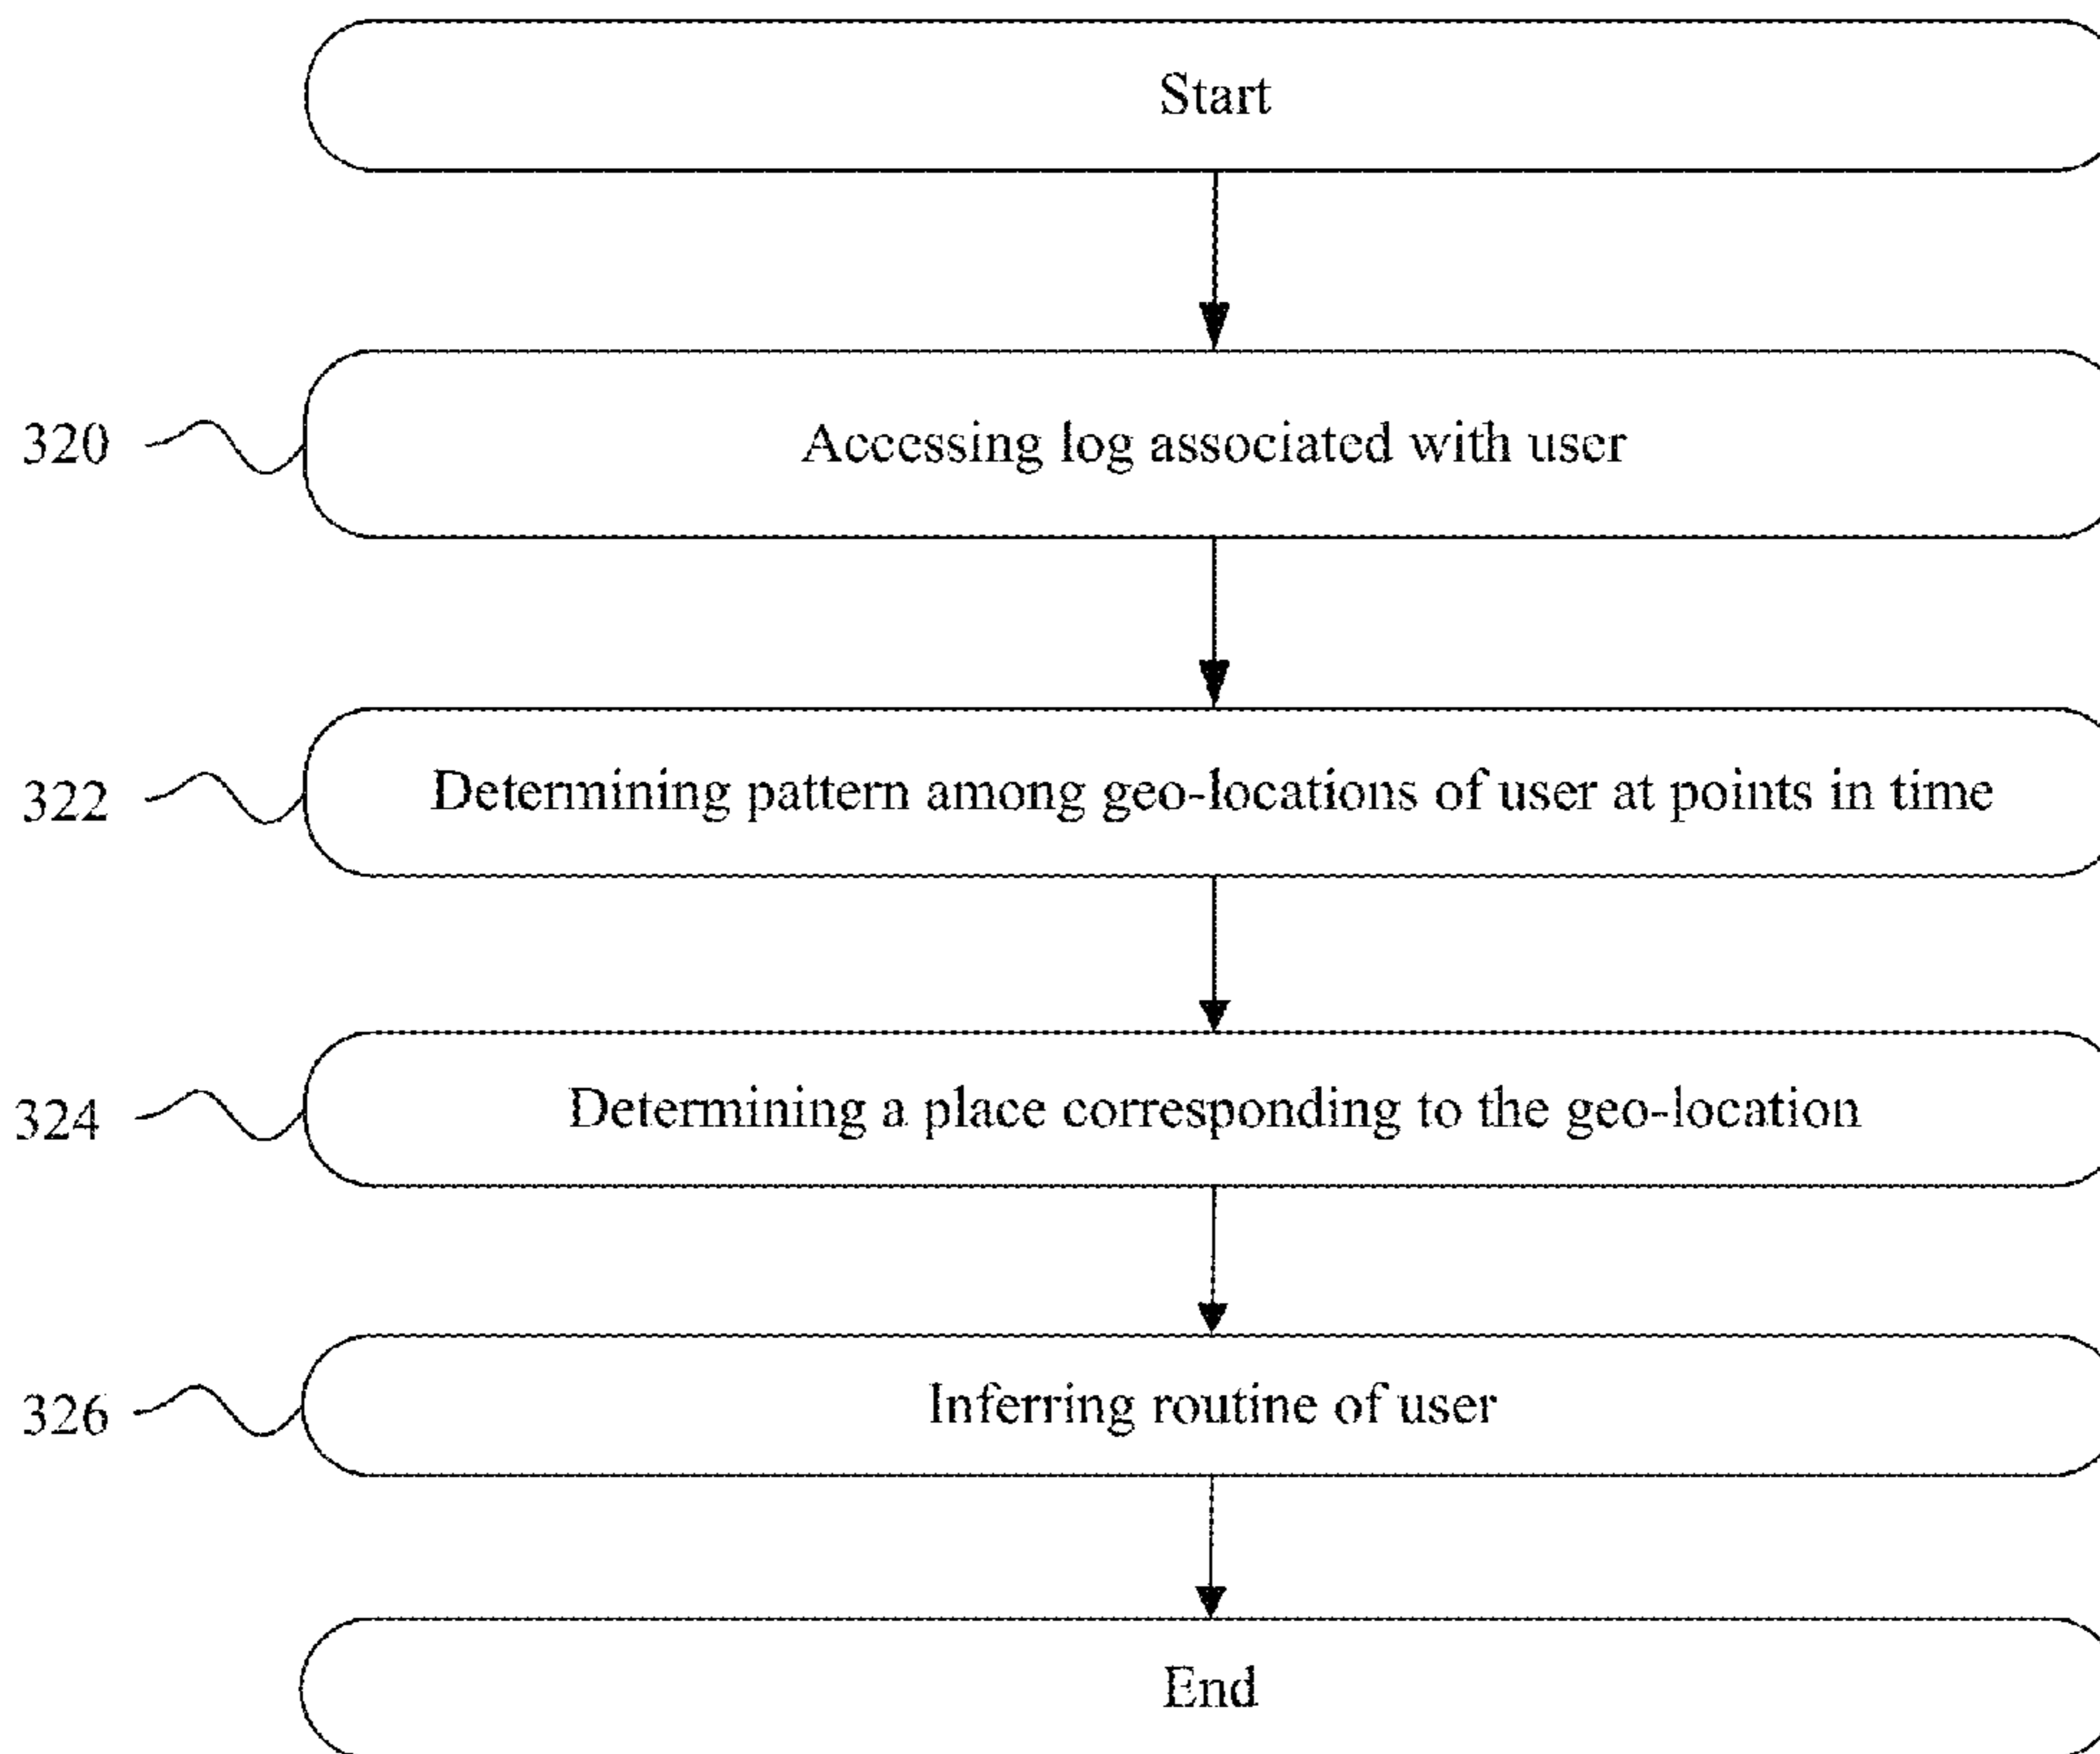 Start
320
Accessing log associated with user
322
Determining pattern among geo-locations of user at points in time
324
Determining a place corresponding to the geo-location
326
Inferring routine of user
End